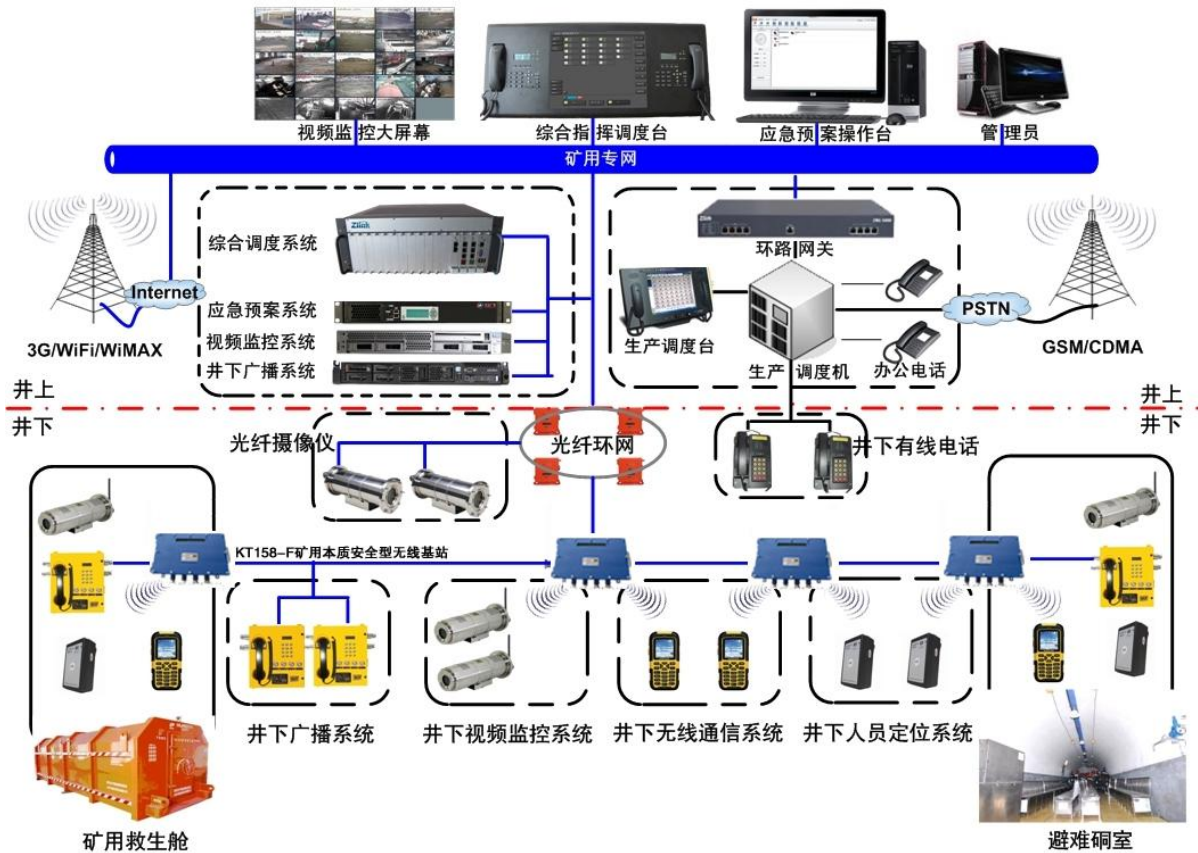 视频监控大屏幕
综合指挥调度台
应急预案操作台
管理员
矿用专网
综合调度系统
Zlink
Zlink
环路网关
Internet
应急预案系统
生产调度台
PSTN
3G/WiFi/WiMAX
视频监控系统
GSM/CDMA
井下广播系统
生产调度机
办公电话
井上
井上
井下
井下
光纤摄像仪
光纤环网
井下有线电话
KT158-F矿用本质安全型无线基站
井下广播系统
井下视频监控系统
井下无线通信系统
井下人员定位系统
矿用救生舱
避难硐室